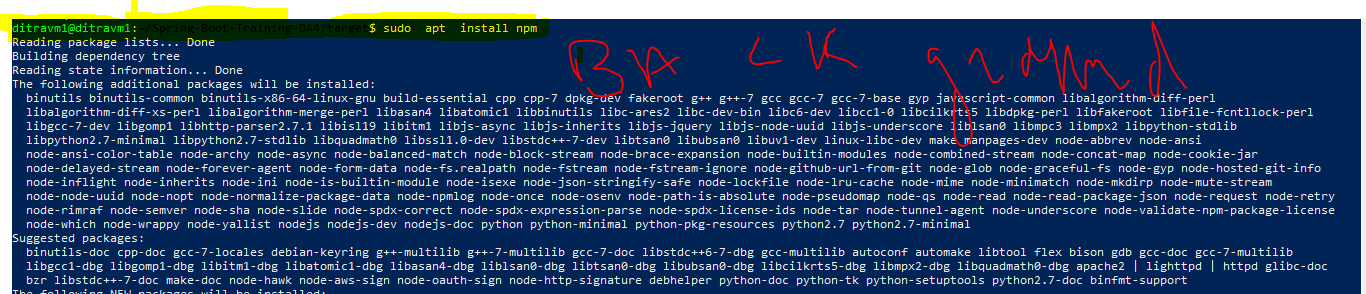 ditravm1@ditravm1:~/Spring-Boot-Training-DA4/target$ sudo  apt  install npm
Reading package lists... Done
Building dependency tree
Reading state information... Done
The following additional packages will be installed:
BA CK ground
binutils binutils-common binutils-x86-64-linux-gnu build-essential cpp cpp-7 dpkg-dev fakeroot g++ g++-7 gcc gcc-7 gcc-7-base gyp javascript-common libalgorithm-diff-perl
libalgorithm-diff-xs-perl libalgorithm-merge-perl libasan4 libatomic1 libbinutils libc-ares2 libc-dev-bin libc6-dev libcc1-0 libcilkrts5 libdpkg-perl libfakeroot libfile-fcntllock-perl
libgcc-7-dev libgomp1 libhttp-parser2.7.1 libisl19 libitm1 libjs-async libjs-inherits libjs-jquery libjs-node-uuid libjs-underscore liblsan0 libmpc3 libmpx2 libpython-stdlib
libpython2.7-minimal libpython2.7-stdlib libquadmath0 libssl1.0-dev libstdc++-7-dev libtsan0 libubsan0 libuv1-dev linux-libc-dev make manpages-dev node-abbrev node-ansi
node-ansi-color-table node-archy node-async node-balanced-match node-block-stream node-brace-expansion node-builtin-modules node-combined-stream node-concat-map node-cookie-jar
node-delayed-stream node-forever-agent node-form-data node-fs.realpath node-fstream node-fstream-ignore node-github-url-from-git node-glob node-graceful-fs node-gyp node-hosted-git-info
node-inflight node-inherits node-ini node-is-builtin-module node-isexe node-json-stringify-safe node-lockfile node-lru-cache node-mime node-minimatch node-mkdirp node-mute-stream
node-node-uuid node-nopt node-normalize-package-data node-npmlog node-once node-osenv node-path-is-absolute node-pseudomap node-qs node-read node-read-package-json node-request node-retry
node-rimraf node-semver node-sha node-slide node-spdx-correct node-spdx-expression-parse node-spdx-license-ids node-tar node-tunnel-agent node-underscore node-validate-npm-package-license
node-which node-wrappy node-yallist nodejs nodejs-dev nodejs-doc python python-minimal python-pkg-resources python2.7 python2.7-minimal
Suggested packages:
binutils-doc cpp-doc gcc-7-locales debian-keyring g++-multilib g++-7-multilib gcc-7-doc libstdc++6-7-dbg gcc-multilib autoconf automake libtool flex bison gdb gcc-doc gcc-7-multilib
libgcc1-dbg libgomp1-dbg libitm1-dbg libatomic1-dbg libasan4-dbg liblsan0-dbg libtsan0-dbg libubsan0-dbg libcilkrts5-dbg libmpx2-dbg libquadmath0-dbg apache2 | lighttpd | httpd glibc-doc
bzr libstdc++-7-doc make-doc node-hawk node-aws-sign node-oauth-sign node-http-signature debhelper python-doc python-tk python-setuptools python2.7-doc binfmt-support
The following NEW packages will be installed: